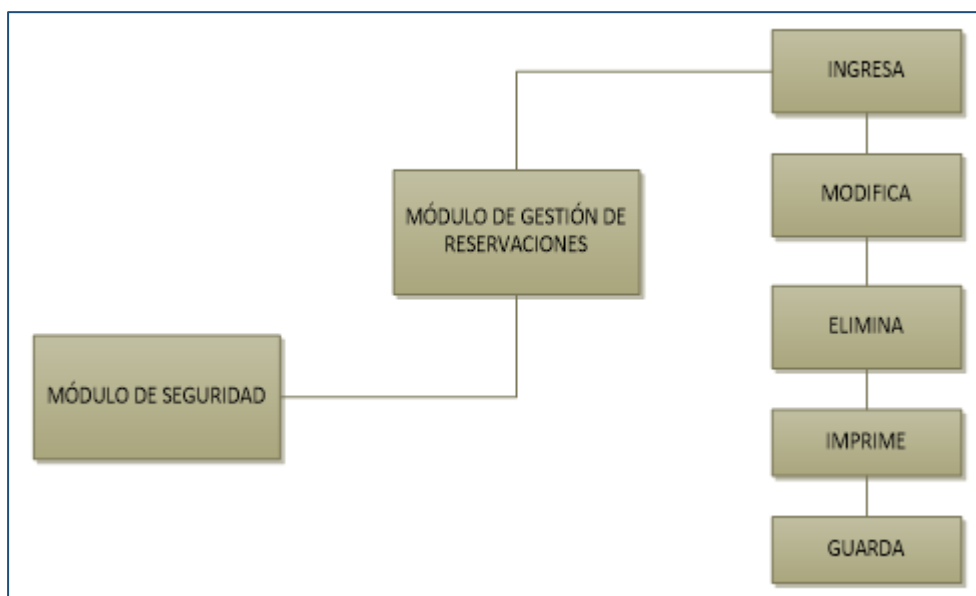 INGRESA
MODIFICA
MÓDULO DE GESTIÓN DE
RESERVACIONES
ELIMINA
MÓDULO DE SEGURIDAD
IMPRIME
GUARDA